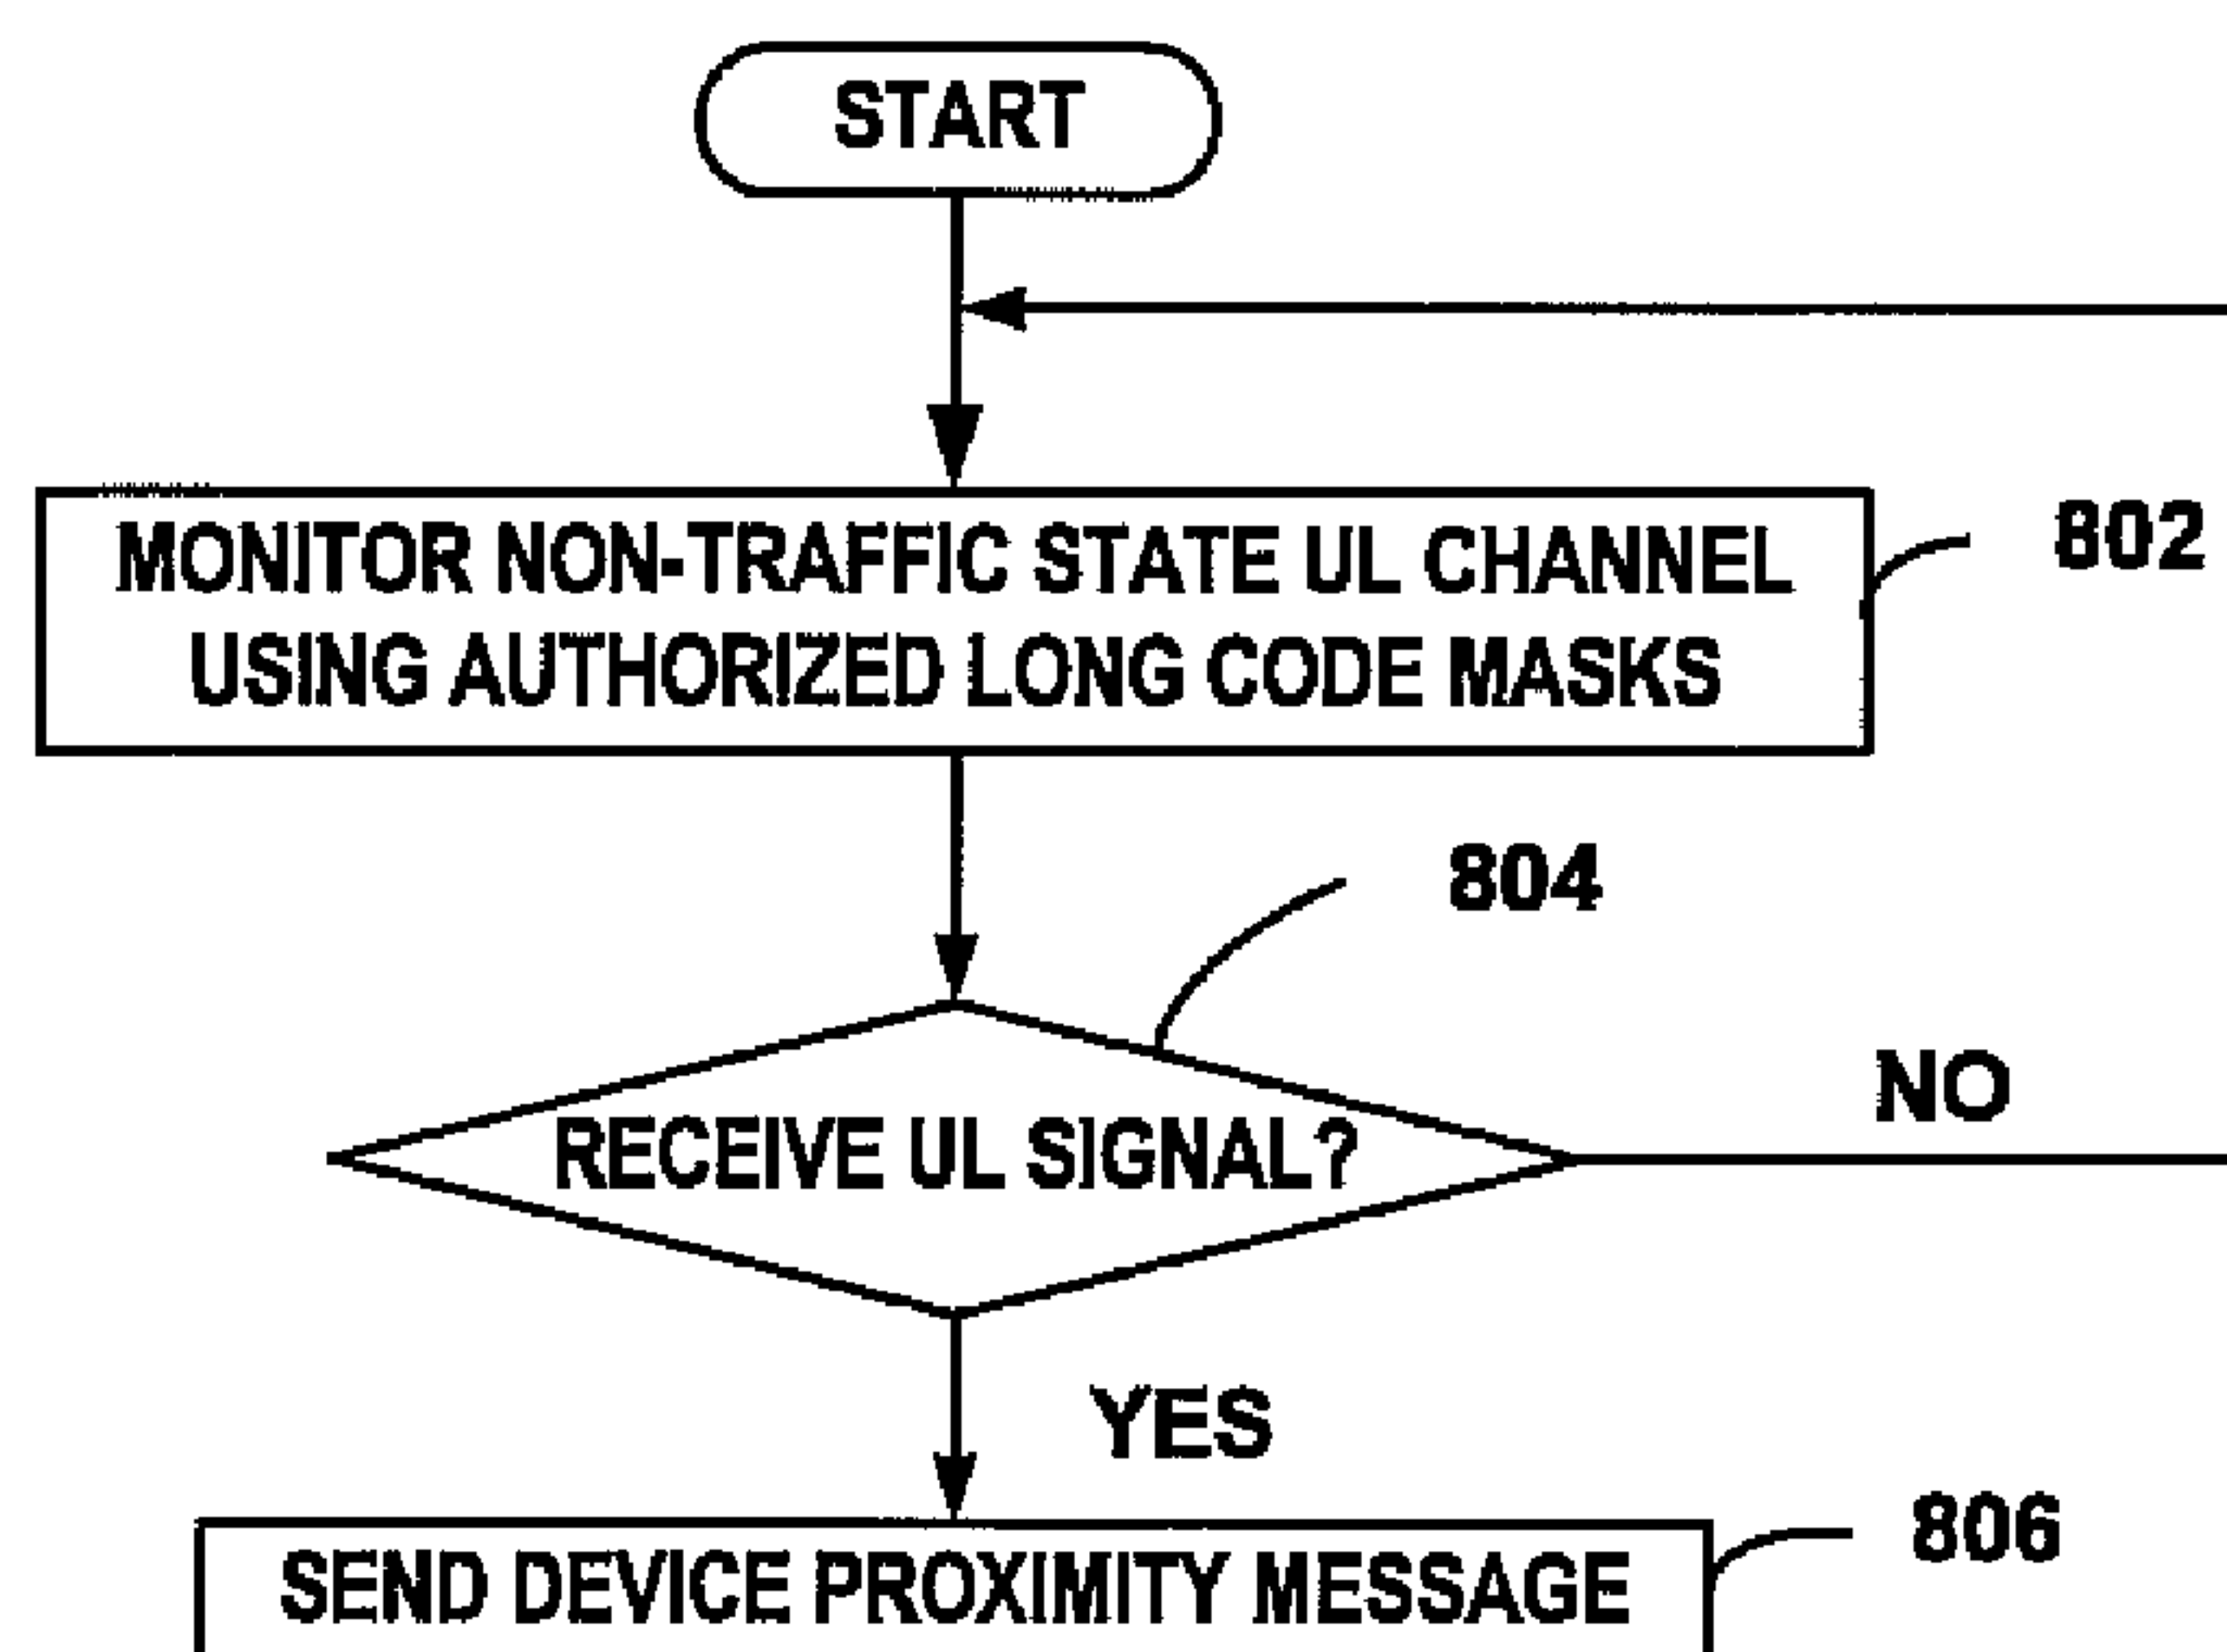 START
MONITOR NON-TRAFFIC STATE UL CHANNEL
USING AUTHORIZED LONG CODE MASKS
802
804
RECEIVE UL SIGNAL?
NO
YES
806
SEND DEVICE PROXIMITY MESSAGE